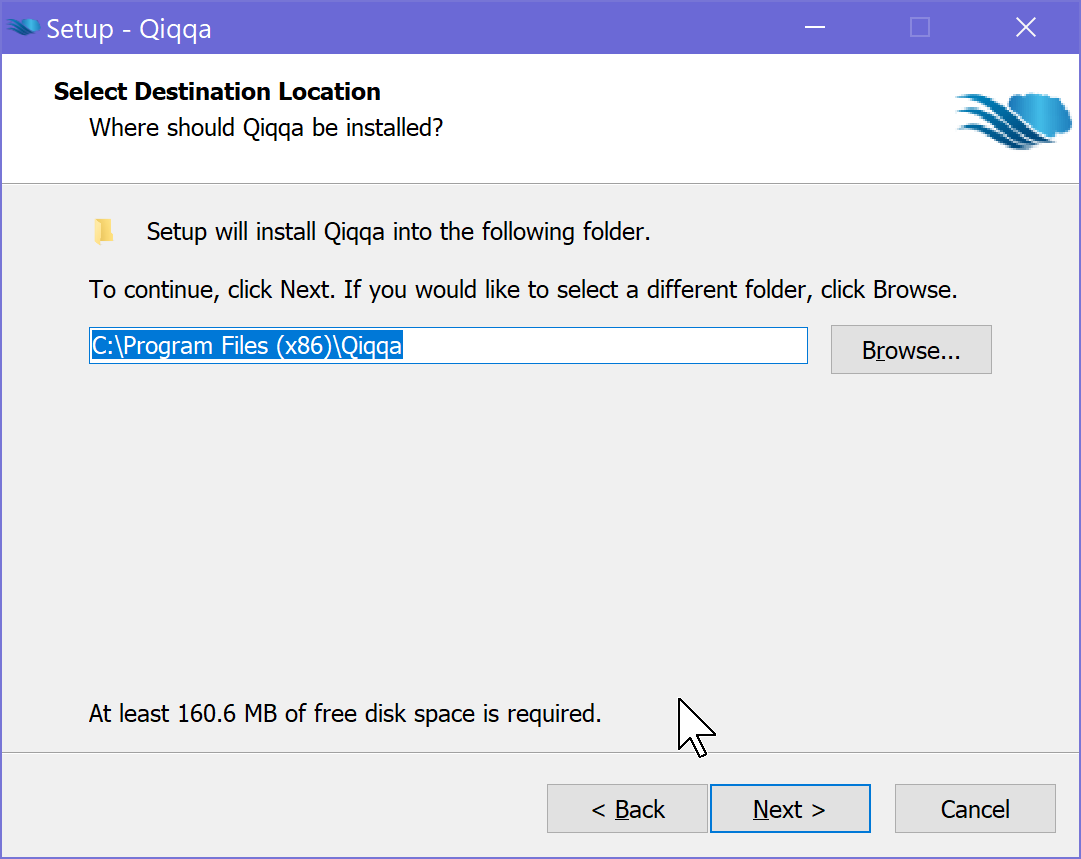 Setup - Qiqqa
Select Destination Location
Where should Qiqqa be installed?
Setup will install Qiqqa into the following folder.
To continue, click Next. If you would like to select a different folder, click Browse.
C:\Program Files (x86)\Qiqqa
Browse...
At least 160.6 MB of free disk space is required.
< Back
Next >
Cancel